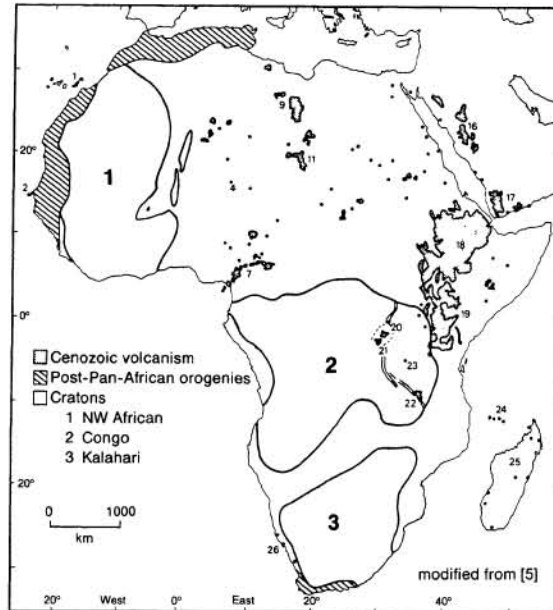 1
9
16
20°
11
1
2
4
17
18
7
0°
19
20
2
21
23
Cenozoic volcanism
Post-Pan-African orogenies
22
Cratons
1 NW African
2 Congo
24
3 Kalahari
25
20°
3
0 1000
km
26
modified from [5]
20° West 0° East 20° 40°